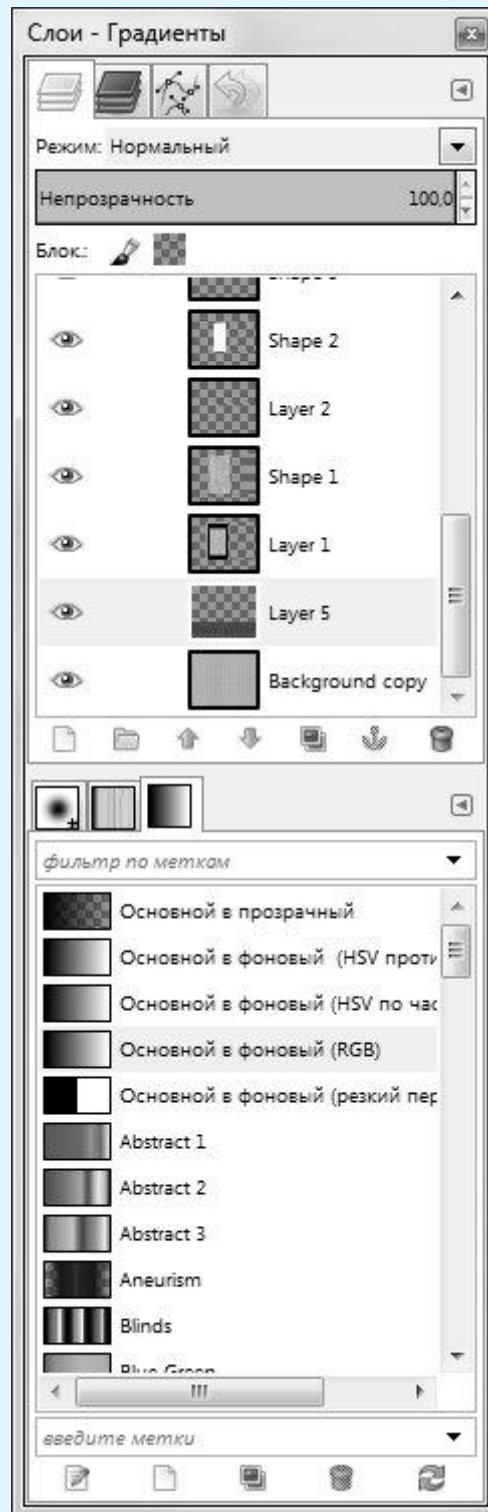 Слои - Градиенты
Режим: Нормальный
Непрозрачность 100,0
Блок.:
Shape 2
Layer 2
Shape 1
Layer 1
Layer 5
Background copy
фильтр по меткам
Основной в прозрачный
Основной в фоновый (HSV проти
Основной в фоновый (HSV по час
Основной в фоновый (RGB)
Основной в фоновый (резкий пер
Abstract 1
Abstract 2
Abstract 3
Aneurism
Blinds
Blue Green
введите метки